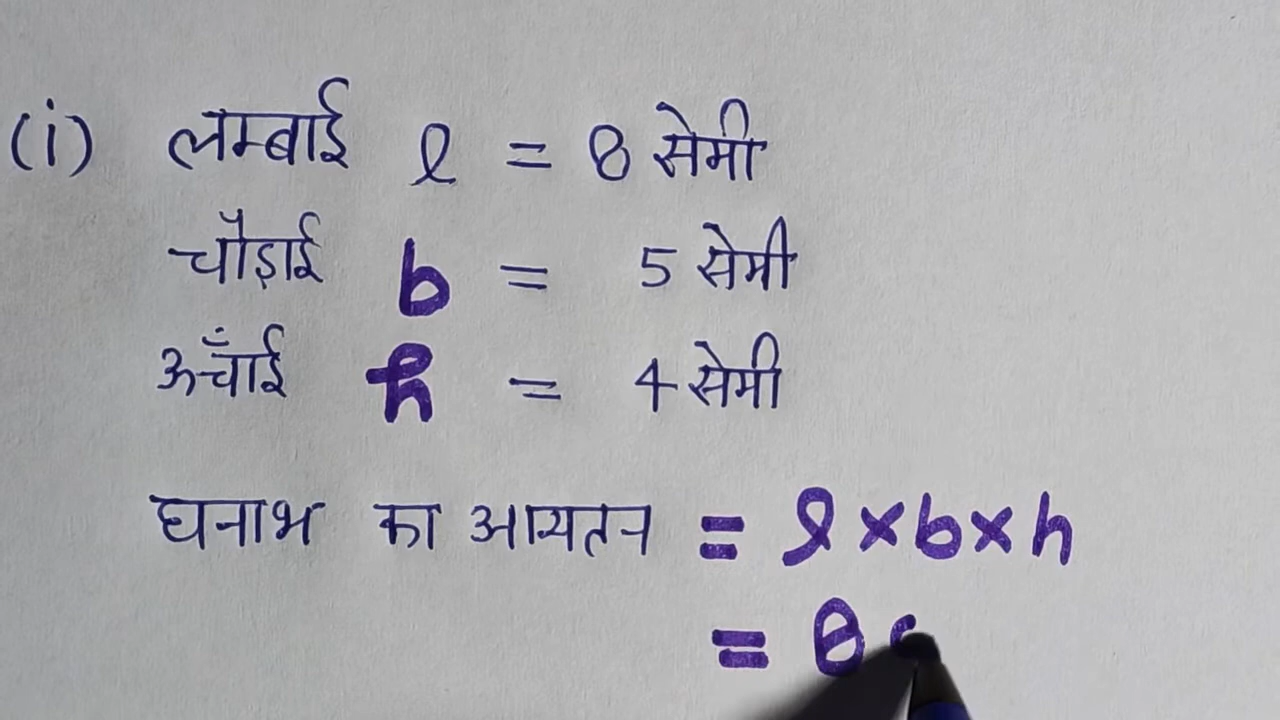 (i) लम्बाई l = 8 सेमी
चौड़ाई b = 5 सेमी
ऊँचाई h = 4 सेमी
घनाभ का आयतन = l × b × h
= 8